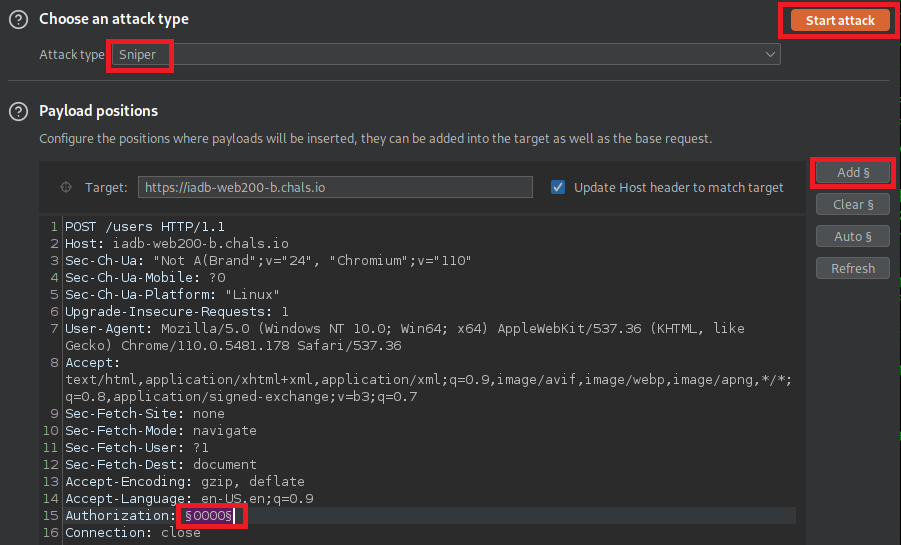 Choose an attack type
Start attack
Attack type
Sniper
Payload positions
Configure the positions where payloads will be inserted, they can be added into the target as well as the base request.
Target:
https://iadb-web200-b.chals.io
Update Host header to match target
Add §
Clear §
Auto §
Refresh
1 POST /users HTTP/1.1
2 Host: iadb-web200-b.chals.io
3 Sec-Ch-Ua: "Not A(Brand";v="24", "Chromium";v="110"
4 Sec-Ch-Ua-Mobile: ?0
5 Sec-Ch-Ua-Platform: "Linux"
6 Upgrade-Insecure-Requests: 1
7 User-Agent: Mozilla/5.0 (Windows NT 10.0; Win64; x64) AppleWebKit/537.36 (KHTML, like
Gecko) Chrome/110.0.5481.178 Safari/537.36
8 Accept:
text/html,application/xhtml+xml,application/xml;q=0.9,image/avif,image/webp,image/apng,*/*;
q=0.8,application/signed-exchange;v=b3;q=0.7
9 Sec-Fetch-Site: none
10 Sec-Fetch-Mode: navigate
11 Sec-Fetch-User: ?1
12 Sec-Fetch-Dest: document
13 Accept-Encoding: gzip, deflate
14 Accept-Language: en-US,en;q=0.9
15 Authorization: §0000§
16 Connection: close